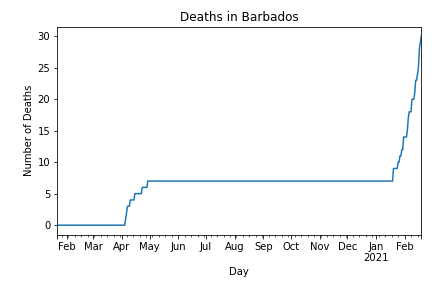 Deaths in Barbados
Number of Deaths
30
25
20
15
10
5
0
Feb Mar Apr May Jun Jul Aug Sep Oct Nov Dec Jan Feb
2021
Day